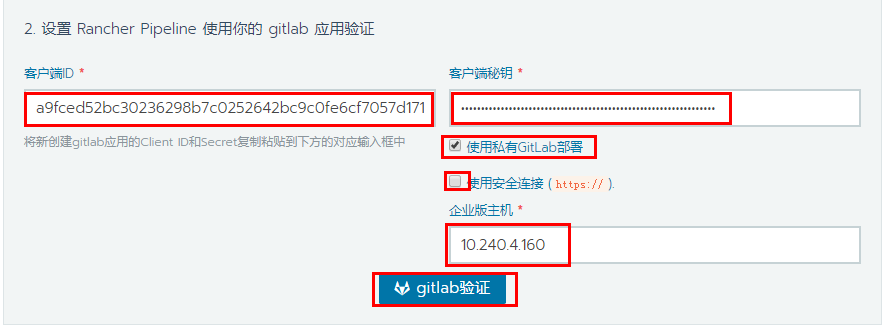 2. 设置 Rancher Pipeline 使用你的 gitlab 应用验证
客户端ID *
客户端秘钥 *
a9fced52bc30236298b7c0252642bc9c0fe6cf7057d171
将新创建gitlab应用的Client ID和Secret复制粘贴到下方的对应输入框中
使用私有GitLab部署
使用安全连接 ( https:// ).
企业版主机 *
10.240.4.160
gitlab验证